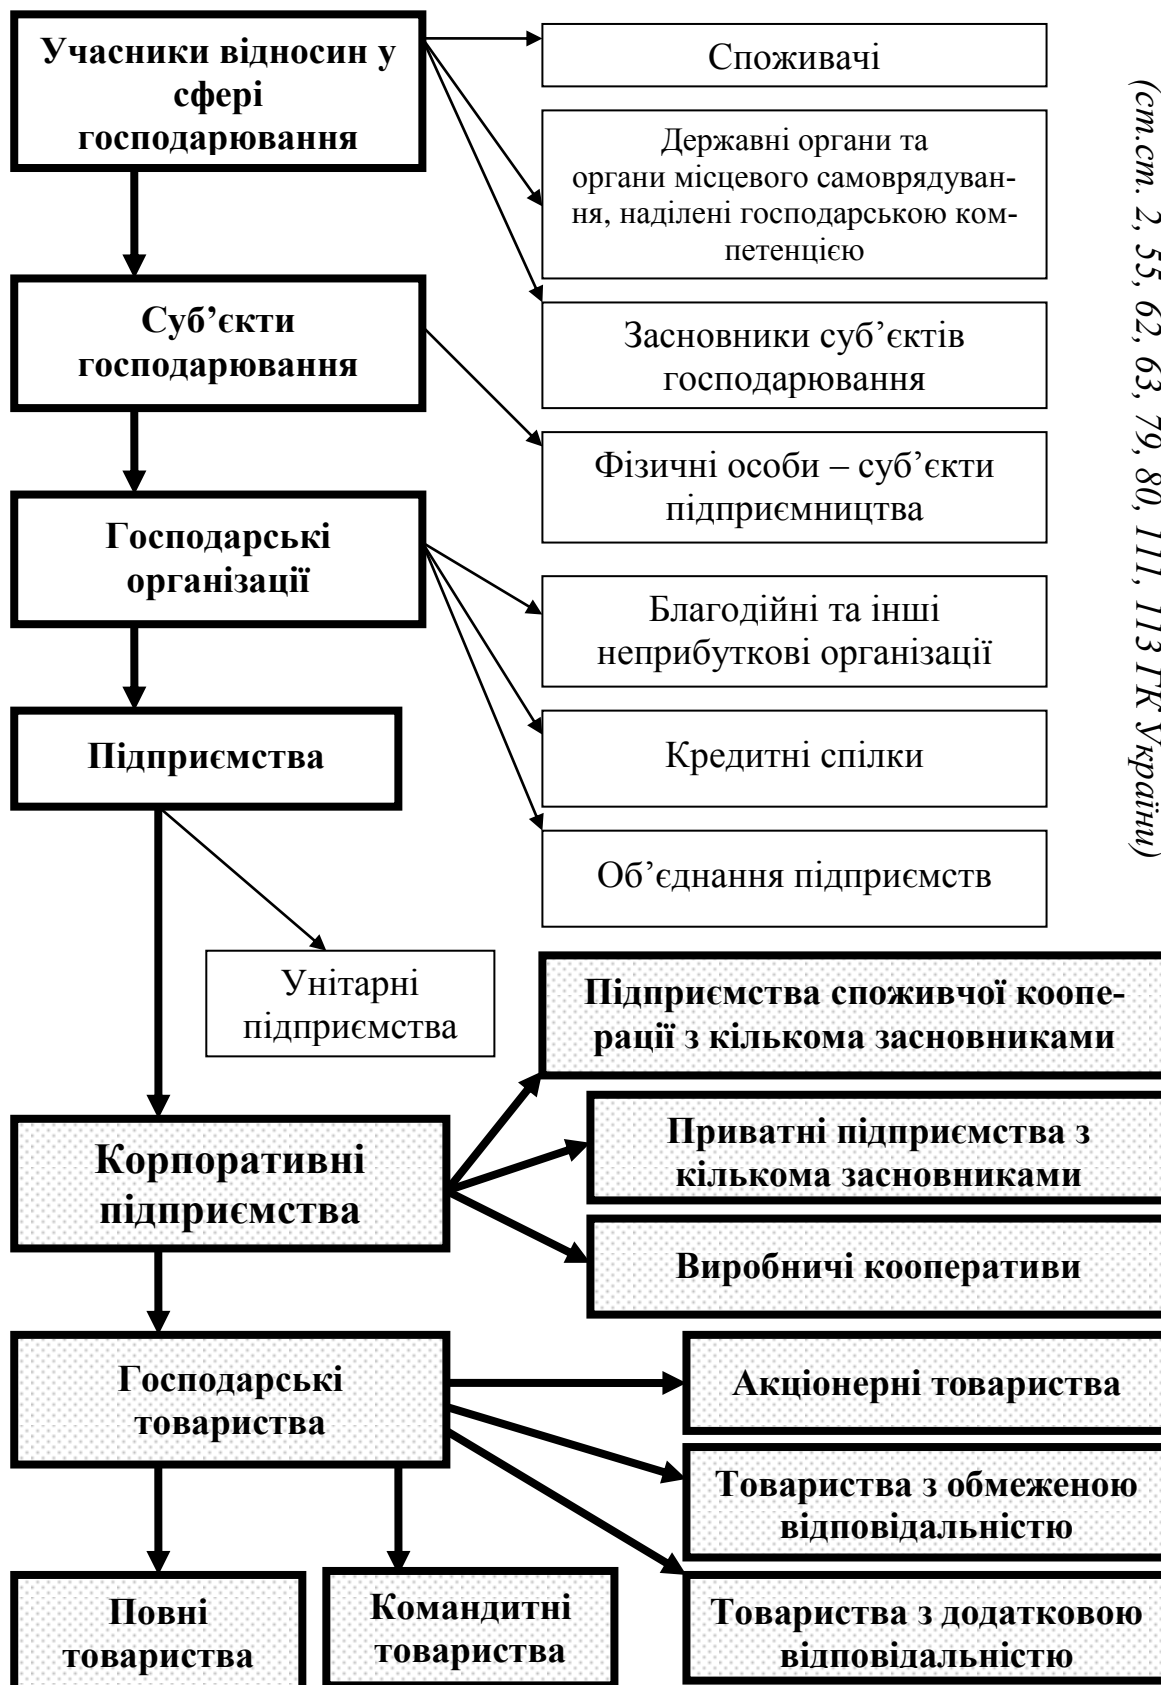 Учасники відносин у
сфері
господарювання
Споживачі
Державні органи та
органи місцевого самоврядуван-
ня, наділені господарською ком-
петенцією
Суб’єкти
господарювання
Засновники суб’єктів
господарювання
Фізичні особи – суб’єкти
підприємництва
Господарські
організації
Благодійні та інші
неприбуткові організації
Підприємства
Кредитні спілки
Об’єднання підприємств
Унітарні
підприємства
Підприємства споживчої коопе-
рації з кількома засновниками
Корпоративні
підприємства
Приватні підприємства з
кількома засновниками
Виробничі кооперативи
Господарські
товариства
Акціонерні товариства
Товариства з обмеженою
відповідальністю
Повні
товариства
Командитні
товариства
Товариства з додатковою
відповідальністю
(ст.ст. 2, 55, 62, 63, 79, 80, 111, 113 ГК України)